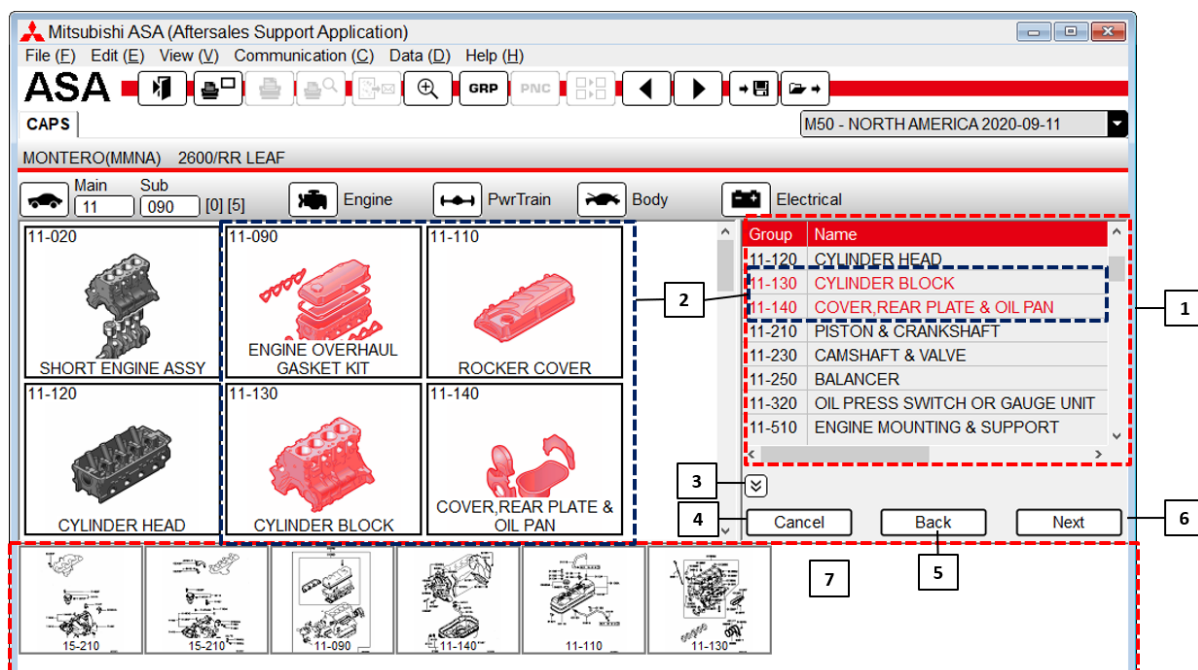 Mitsubishi ASA (Aftersales Support Application)
File (F) Edit (E) View (V) Communication (C) Data (D) Help (H)
ASA GRP PNC
CAPS M50 - NORTH AMERICA 2020-09-11
MONTERO(MMNA) 2600/RR LEAF
Main Sub
11 090 [0] [5] Engine PwrTrain Body Electrical
11-020 11-090 11-110
ENGINE OVERHAUL
SHORT ENGINE ASSY GASKET KIT ROCKER COVER
11-120 11-130 11-140
COVER,REAR PLATE &
CYLINDER HEAD CYLINDER BLOCK OIL PAN
2
Group Name
11-120 CYLINDER HEAD
11-130 CYLINDER BLOCK
11-140 COVER,REAR PLATE & OIL PAN
11-210 PISTON & CRANKSHAFT
11-230 CAMSHAFT & VALVE
11-250 BALANCER
11-320 OIL PRESS SWITCH OR GAUGE UNIT
11-510 ENGINE MOUNTING & SUPPORT
1
3
4 Cancel Back Next 6
5
7
15-210 15-210 11-090 11-140 11-110 11-130